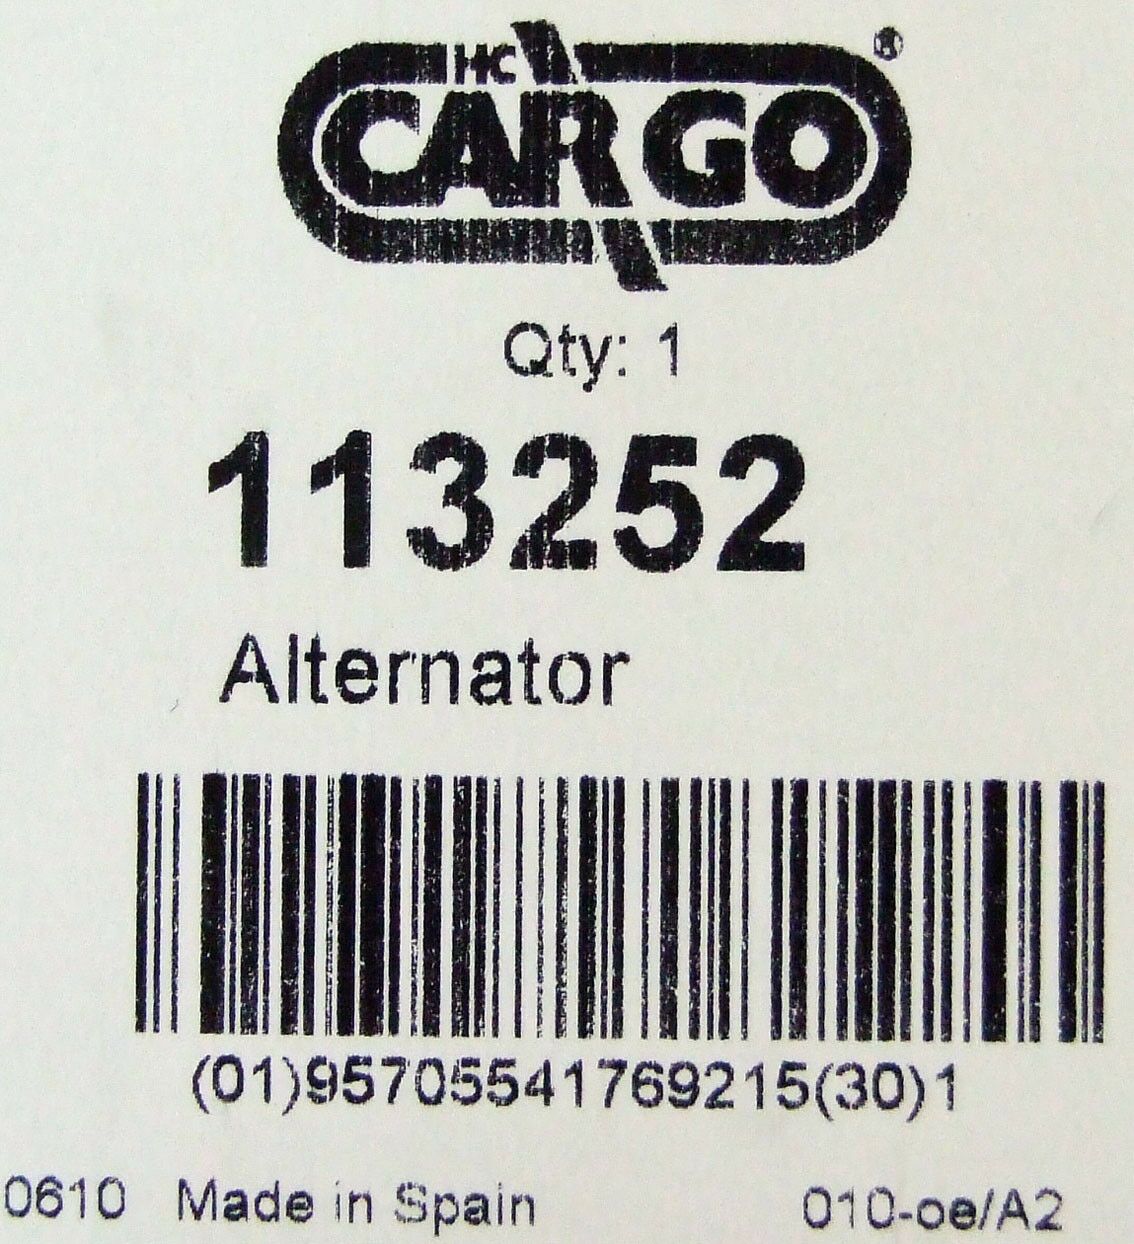 HC
CARGO®
Qty: 1
113252
Alternator
(01)95705541769215(30)1
0610 Made in Spain 010-oe/A2